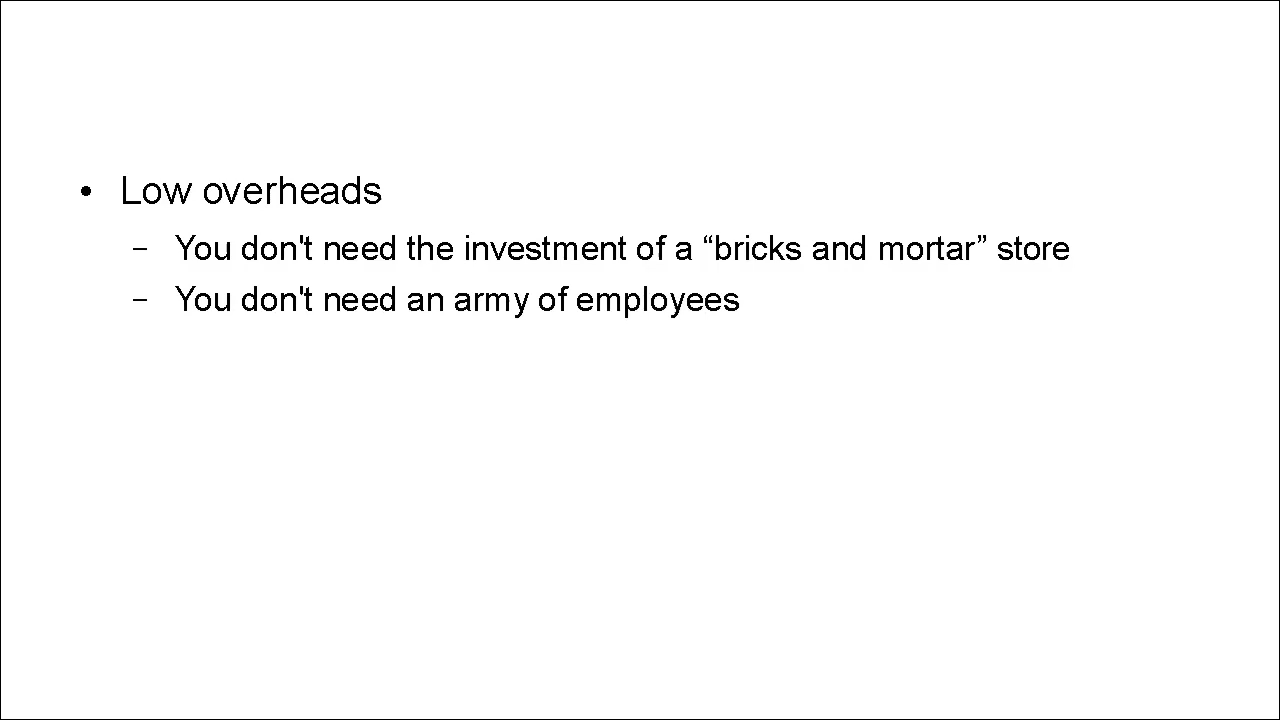 • Low overheads
– You don't need the investment of a “bricks and mortar” store
– You don't need an army of employees